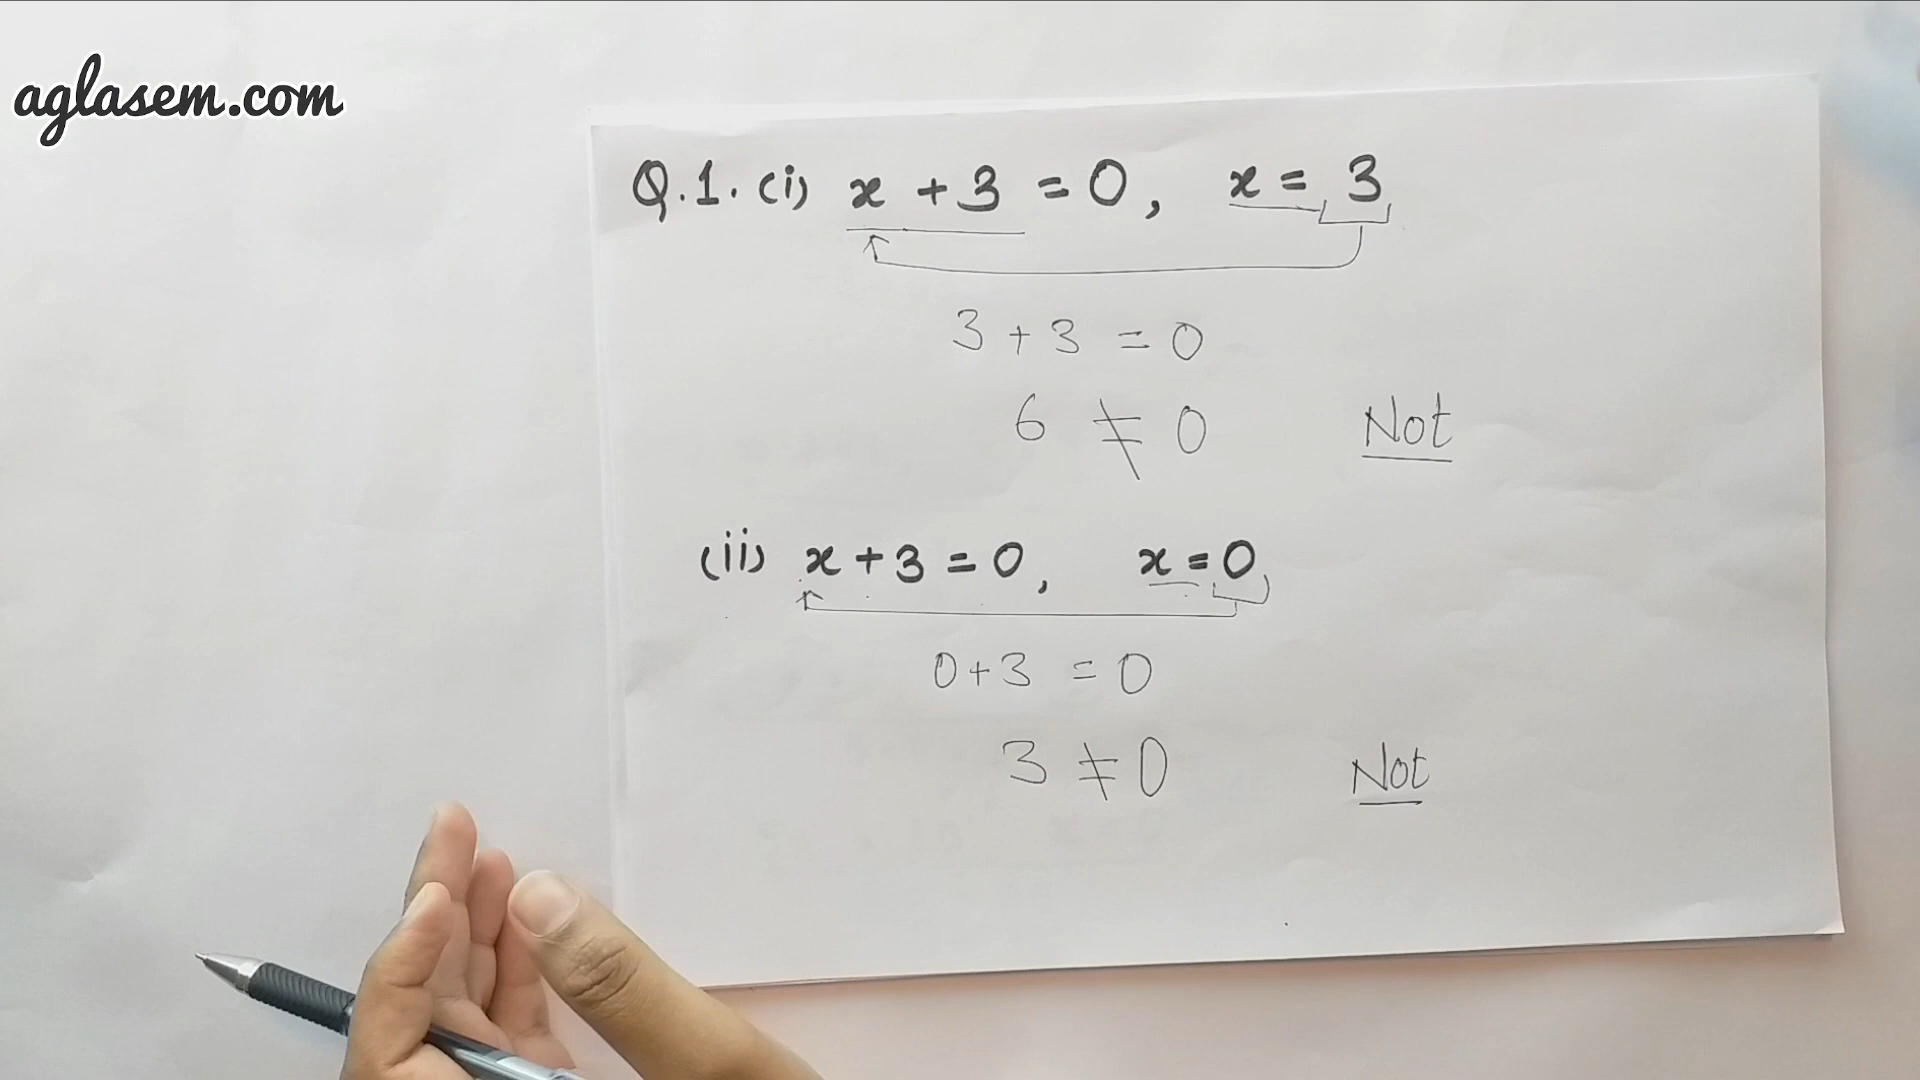 aglasem.com
Q.1. (i) x + 3 = 0, x = 3
3 + 3 = 0
6 ≠ 0 Not
(ii) x + 3 = 0, x = 0
0 + 3 = 0
3 ≠ 0 Not